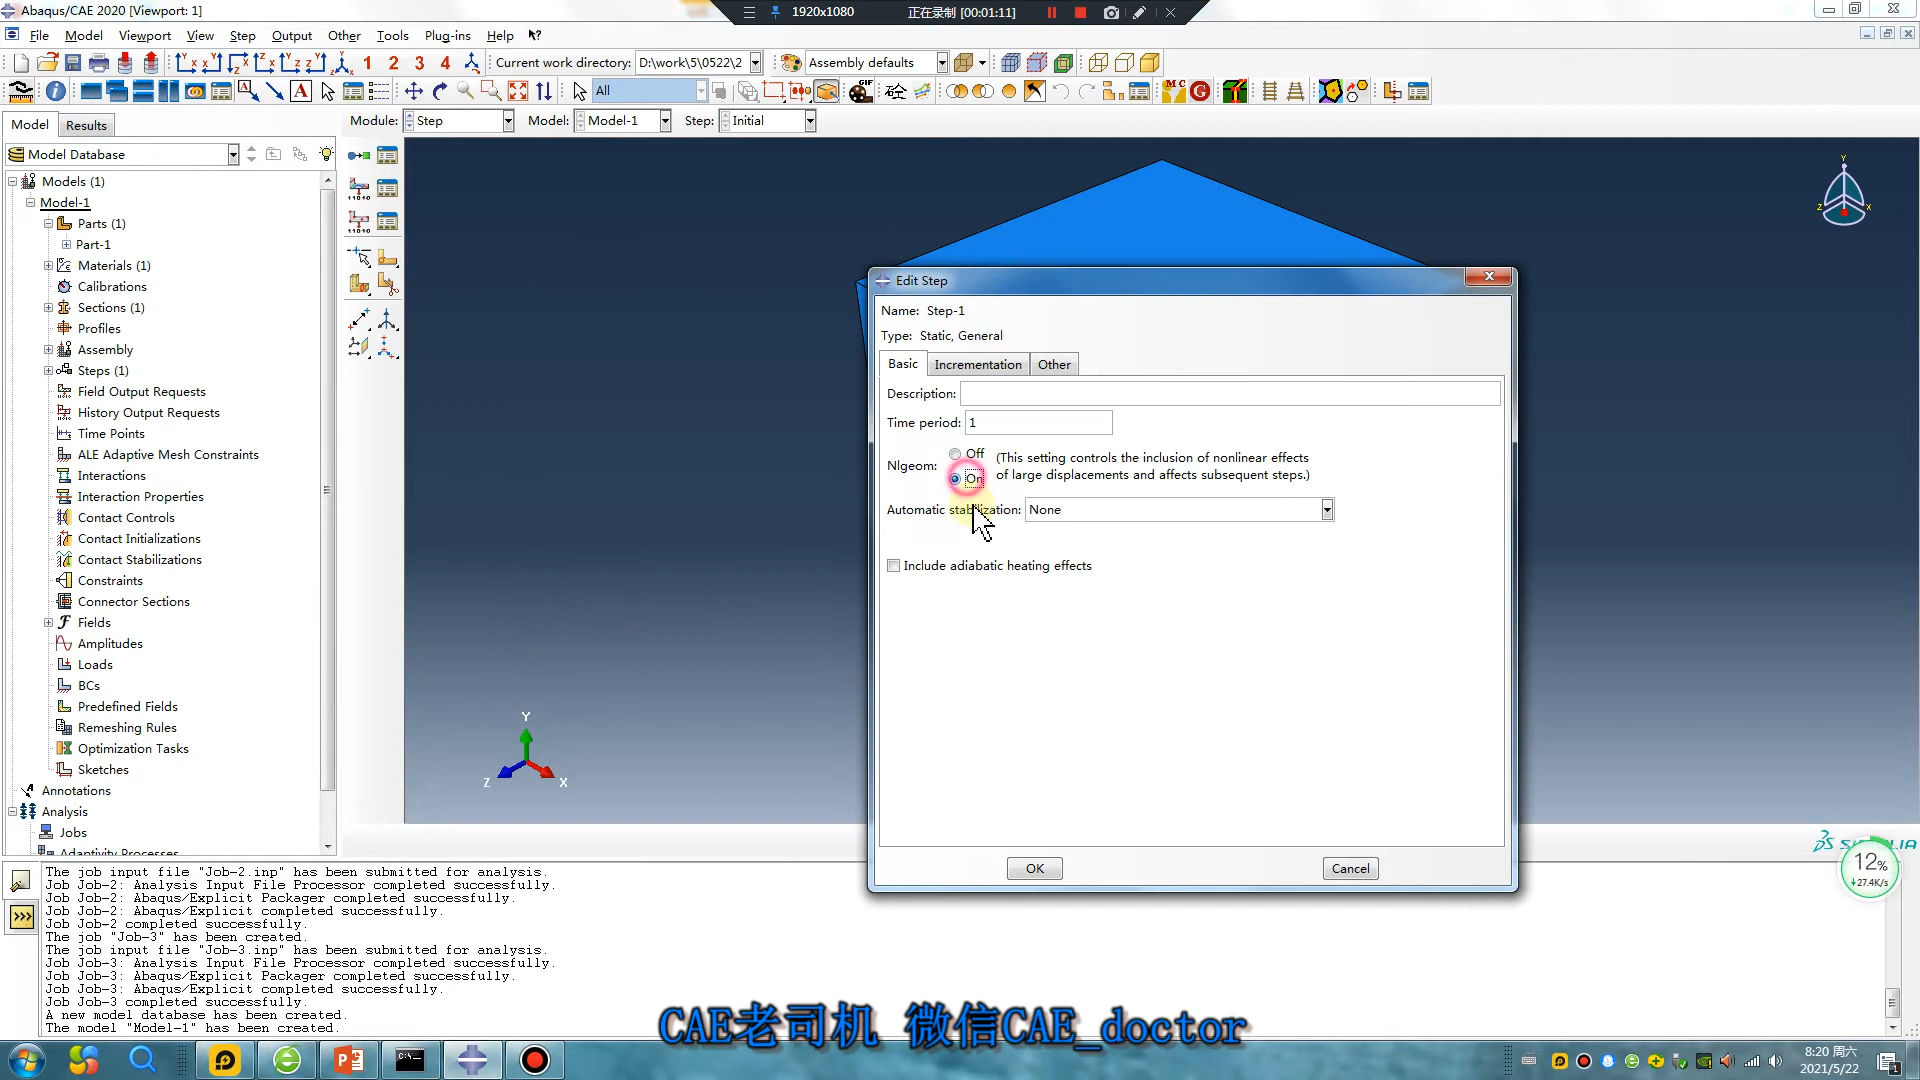 Abaqus/CAE 2020 [Viewport: 1]
1920x1080
正在录制 [00:01:11]
File Model Viewport View Step Output Other Tools Plug-ins Help
1 2 3 4
Current work directory: D:\work\5\0522\2
Assembly defaults
All
Model Results
Module: Step Model: Model-1 Step: Initial
Model Database
Models (1)
Model-1
Parts (1)
Part-1
Materials (1)
Calibrations
Sections (1)
Profiles
Assembly
Steps (1)
Field Output Requests
History Output Requests
Time Points
ALE Adaptive Mesh Constraints
Interactions
Interaction Properties
Contact Controls
Contact Initializations
Contact Stabilizations
Constraints
Connector Sections
Fields
Amplitudes
Loads
BCs
Predefined Fields
Remeshing Rules
Optimization Tasks
Sketches
Annotations
Analysis
Jobs
Adaptivity Processes
Y
Z X
Y
Z X
Edit Step
Name: Step-1
Type: Static, General
Basic Incrementation Other
Description:
Time period: 1
Nlgeom: Off
On
(This setting controls the inclusion of nonlinear effects
of large displacements and affects subsequent steps.)
Automatic stabilization: None
Include adiabatic heating effects
OK Cancel
12%
27.4K/s
The job input file "Job-2.inp" has been submitted for analysis.
Job Job-2: Analysis Input File Processor completed successfully.
Job Job-2: Abaqus/Explicit Packager completed successfully.
Job Job-2: Abaqus/Explicit completed successfully.
Job Job-2 completed successfully.
The job "Job-3" has been created.
The job input file "Job-3.inp" has been submitted for analysis.
Job Job-3: Analysis Input File Processor completed successfully.
Job Job-3: Abaqus/Explicit Packager completed successfully.
Job Job-3: Abaqus/Explicit completed successfully.
Job Job-3 completed successfully.
A new model database has been created.
The model "Model-1" has been created.
CAE老司机 微信CAE_doctor
8:20 周六
2021/5/22